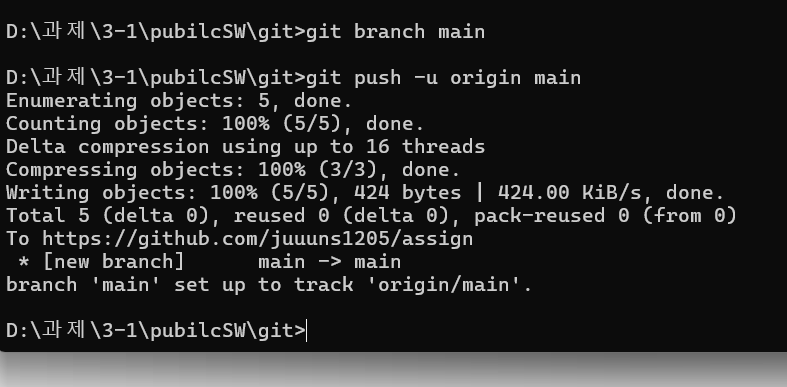 D:\과제\3-1\pubilcSW\git>git branch main
D:\과제\3-1\pubilcSW\git>git push -u origin main
Enumerating objects: 5, done.
Counting objects: 100% (5/5), done.
Delta compression using up to 16 threads
Compressing objects: 100% (3/3), done.
Writing objects: 100% (5/5), 424 bytes | 424.00 KiB/s, done.
Total 5 (delta 0), reused 0 (delta 0), pack-reused 0 (from 0)
To https://github.com/juuuns1205/assign
 * [new branch]      main -> main
branch 'main' set up to track 'origin/main'.
D:\과제\3-1\pubilcSW\git>